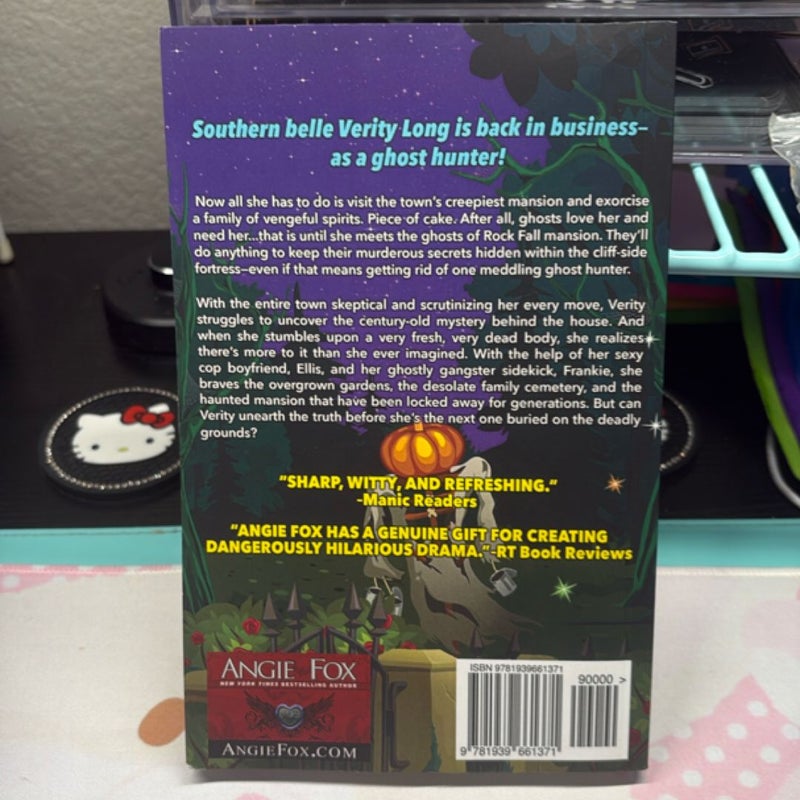 Southern belle Verity Long is back in business–
as a ghost hunter!
Now all she has to do is visit the town's creepiest mansion and exorcise
a family of vengeful spirits. Piece of cake. After all, ghosts love her and
need her...that is until she meets the ghosts of Rock Fall mansion. They'll
do anything to keep their murderous secrets hidden within the cliff-side
fortress–even if that means getting rid of one meddling ghost hunter.
With the entire town skeptical and scrutinizing her every move, Verity
struggles to uncover the century-old mystery behind the house. And
when she stumbles upon a very fresh, very dead body, she realizes
there's more to it than she ever imagined. With the help of her sexy
cop boyfriend, Ellis, and her ghostly gangster sidekick, Frankie, she
braves the overgrown gardens, the desolate family cemetery, and the
haunted mansion that have been locked away for generations. But can
Verity unearth the truth before she's the next one buried on the deadly
grounds?
"SHARP, WITTY, AND REFRESHING."
-Manic Readers
"ANGIE FOX HAS A GENUINE GIFT FOR CREATING
DANGEROUSLY HILARIOUS DRAMA."-RT Book Reviews
ANGIE FOX
NEW YORK TIMES BESTSELLING AUTHOR
ANGIEFOX.COM
ISBN 9781939661371
90000 >
9 781939 661371